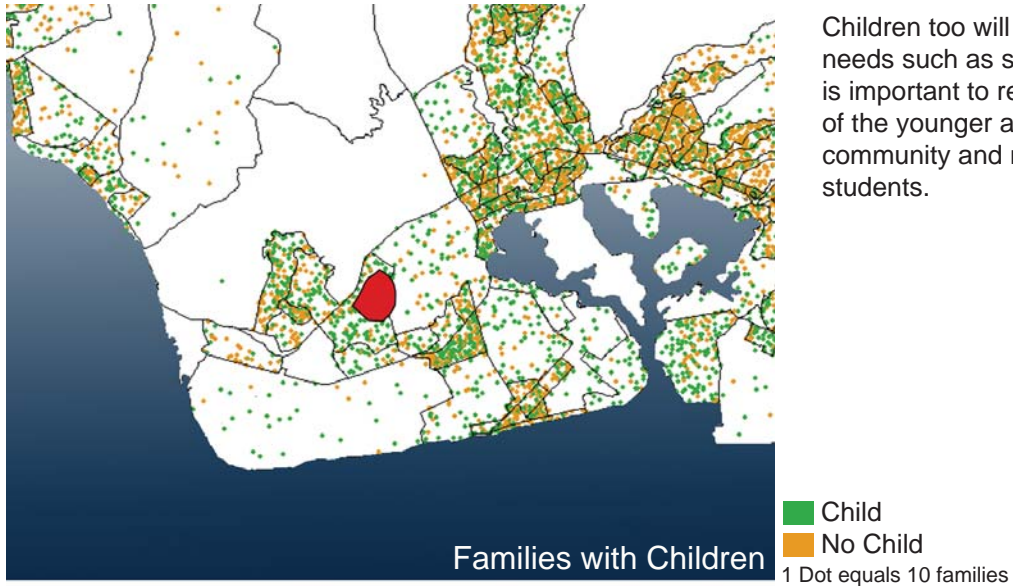 Children too will
needs such as s
is important to re
of the younger a
community and
students.
Families with Children
Child
No Child
1 Dot equals 10 families